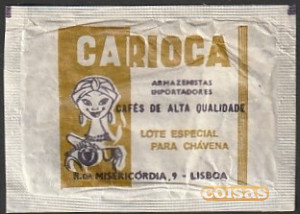 CARIOCA
ARMAZENISTAS
IMPORTADORES
CAFÉS DE ALTA QUALIDADE
LOTE ESPECIAL
PARA CHÁVENA
R. DA MISERICÓRDIA, 9 - LISBOA
coisas